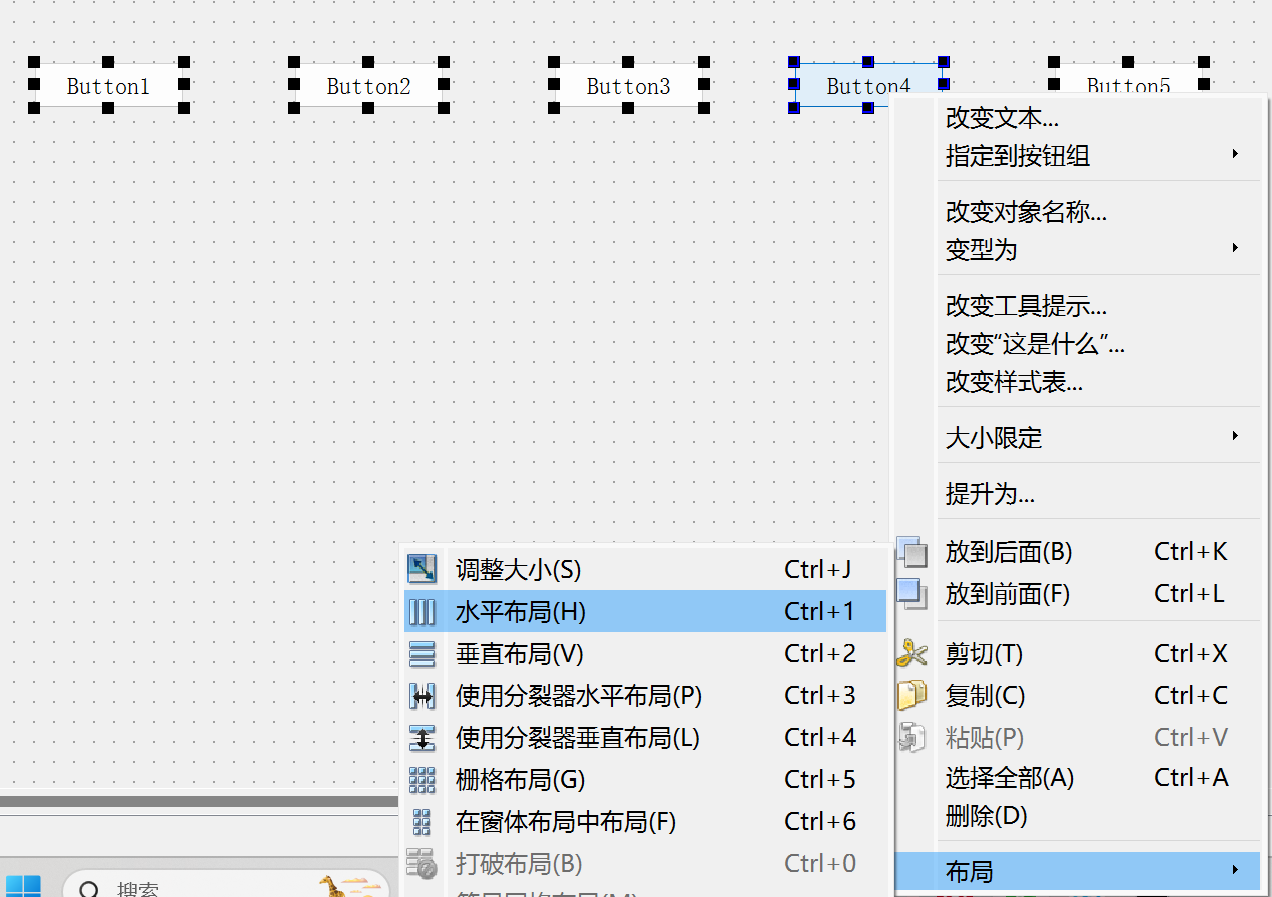 Button1 Button2 Button3 Button4 Button5
改变文本...
指定到按钮组
改变对象名称...
变型为
改变工具提示...
改变“这是什么”...
改变样式表...
大小限定
提升为...
放到后面(B) Ctrl+K
放到前面(F) Ctrl+L
剪切(T) Ctrl+X
复制(C) Ctrl+C
粘贴(P) Ctrl+V
选择全部(A) Ctrl+A
删除(D)
布局
调整大小(S) Ctrl+J
水平布局(H) Ctrl+1
垂直布局(V) Ctrl+2
使用分裂器水平布局(P) Ctrl+3
使用分裂器垂直布局(L) Ctrl+4
栅格布局(G) Ctrl+5
在窗体布局中布局(F) Ctrl+6
打破布局(B) Ctrl+0
搜索